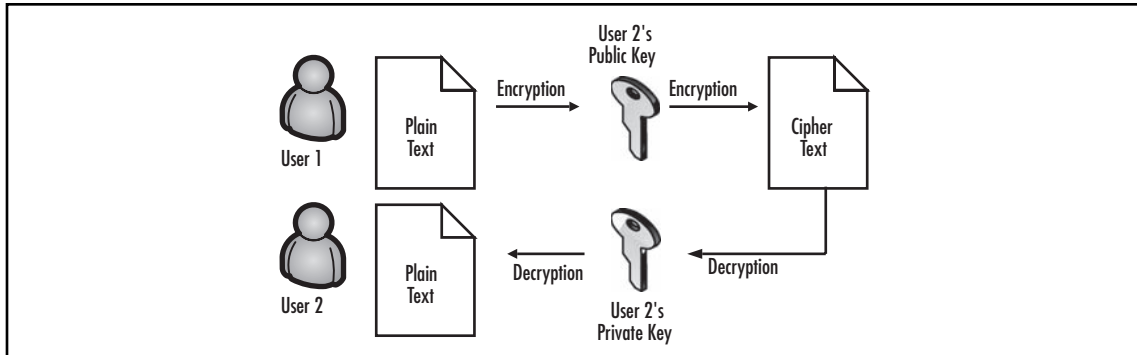 User 2's
Public Key
Encryption
Encryption
Plain
Text
Cipher
Text
User 1
Decryption
Decryption
Plain
Text
User 2
User 2's
Private Key